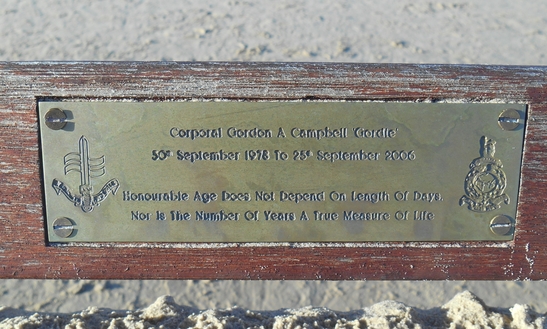 Corporal Gordon A Campbell 'Gordie'
30th September 1978 To 25th September 2006
Honourable Age Does Not Depend On Length Of Days,
Nor Is The Number Of Years A True Measure Of Life